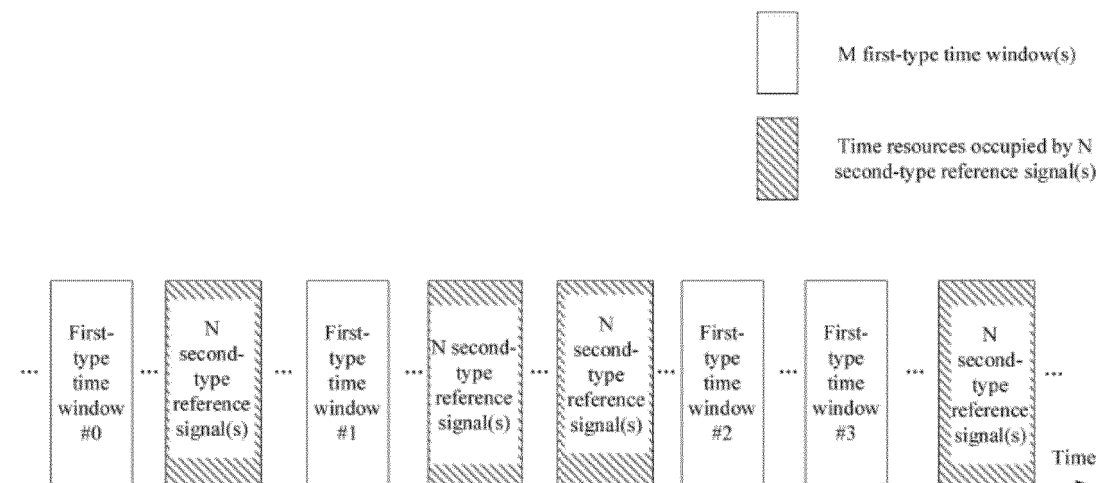 M first-type time window(s)
Time resources occupied by N
second-type reference signal(s)
...
First-
type
time
window
#0
...
N
second-
type
reference
signal(s)
...
First-
type
time
window
#1
...
N second-
type
reference
signal(s)
...
N
second-
type
reference
signal(s)
...
First-
type
time
window
#2
...
First-
type
time
window
#3
...
N
second-
type
reference
signal(s)
...
Time